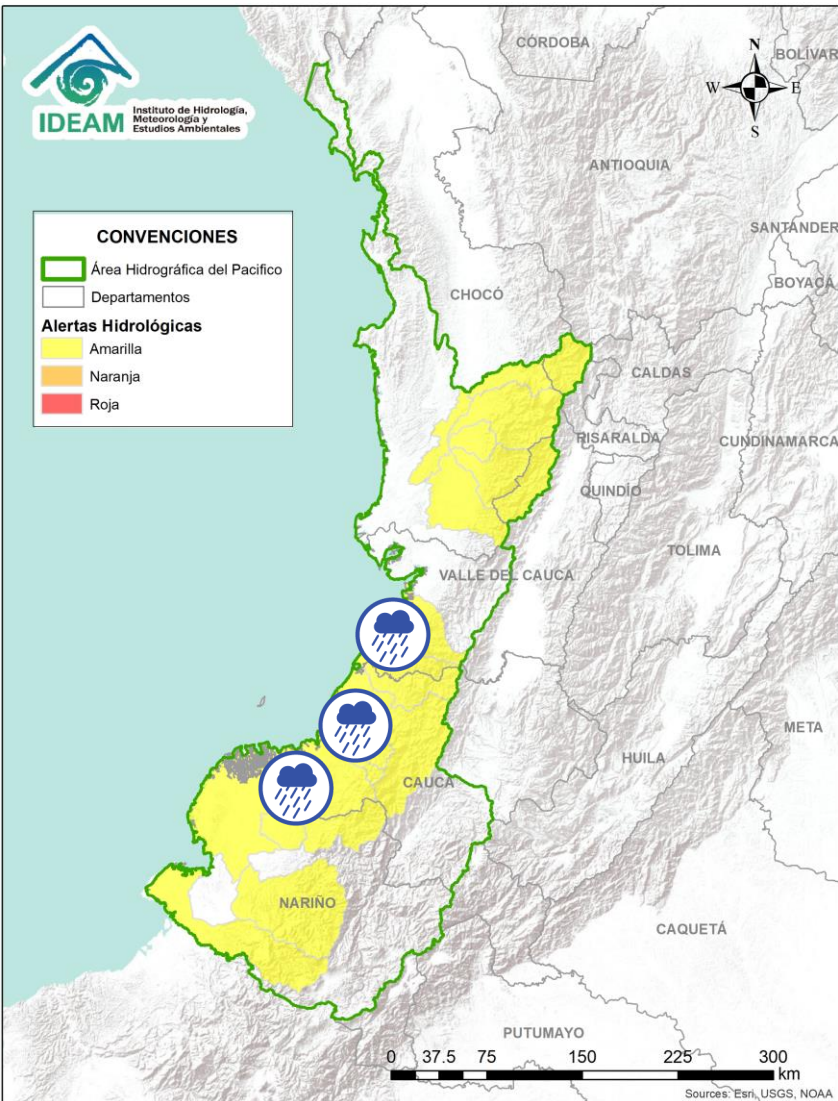 IDEAM
Instituto de Hidrología,
Meteorología y
Estudios Ambientales
N
W
E
S
CÓRDOBA
BOLÍVAR
ANTIOQUIA
SANTANDER
BOYACÁ
CHOCÓ
CALDAS
RISARALDA
CUNDINAMARCA
QUINDÍO
TOLIMA
VALLE DEL CAUCA
META
HUILA
CAUCA
NARIÑO
CAQUETÁ
PUTUMAYO
CONVENCIONES
Área Hidrográfica del Pacifico
Departamentos
Alertas Hidrológicas
Amarilla
Naranja
Roja
0 37.5 75 150 225 300
km
Sources: Esri, USGS, NOAA